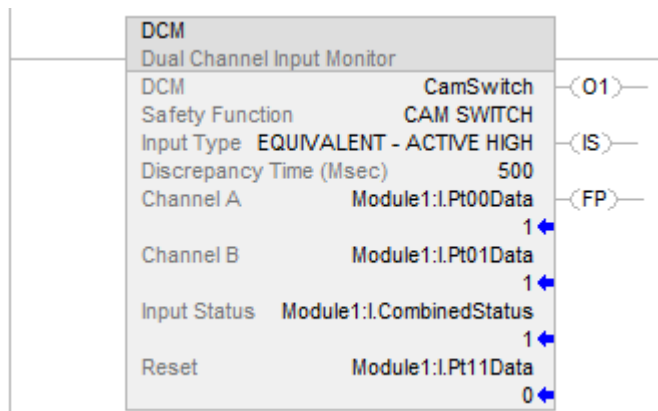 DCM
Dual Channel Input Monitor
DCM CamSwitch (O1)
Safety Function CAM SWITCH
Input Type EQUIVALENT - ACTIVE HIGH (IS)
Discrepancy Time (Msec) 500
Channel A Module1:I.Pt00Data (FP)
1
Channel B Module1:I.Pt01Data
1
Input Status Module1:I.CombinedStatus
1
Reset Module1:I.Pt11Data
0